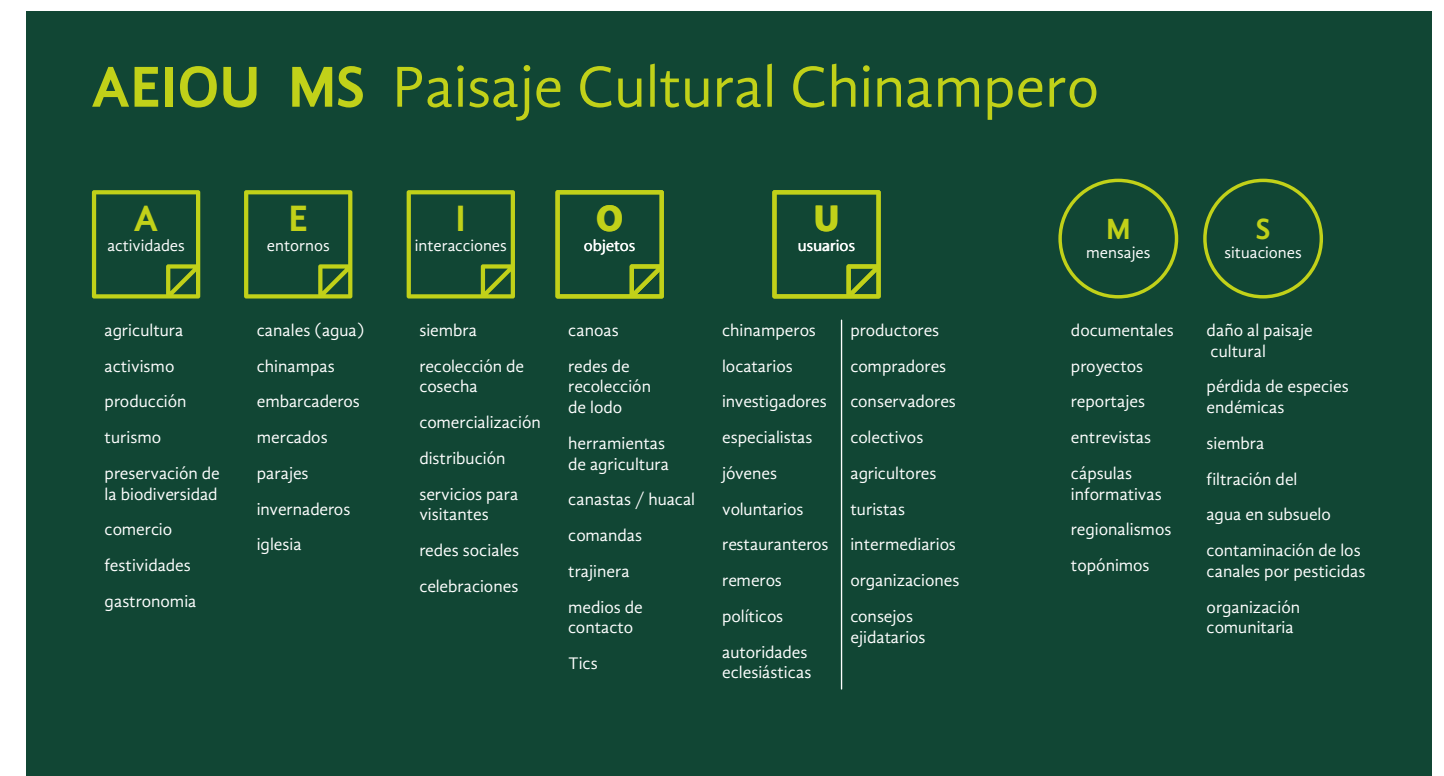 AEIOU MS Paisaje Cultural Chinampero
A
actividades
agricultura
activismo
producción
turismo
preservación de
la biodiversidad
comercio
festividades
gastronomia
E
entornos
canales (agua)
chinampas
embarcaderos
mercados
parajes
invernaderos
iglesia
I
interacciones
siembra
recolección de
cosecha
comercialización
distribución
servicios para
visitantes
redes sociales
celebraciones
O
objetos
canoas
redes de
recolección
de lodo
herramientas
de agricultura
canastas / huacal
comandas
trajinera
medios de
contacto
Tics
U
usuarios
chinamperos
locatarios
investigadores
especialistas
jóvenes
voluntarios
restauranteros
remeros
políticos
autoridades
eclesiásticas
productores
compradores
conservadores
colectivos
agricultores
turistas
intermediarios
organizaciones
consejos
ejidatarios
M
mensajes
documentales
proyectos
reportajes
entrevistas
cápsulas
informativas
regionalismos
topónimos
S
situaciones
daño al paisaje
cultural
pérdida de especies
endémicas
siembra
filtración del
agua en subsuelo
contaminación de los
canales por pesticidas
organización
comunitaria